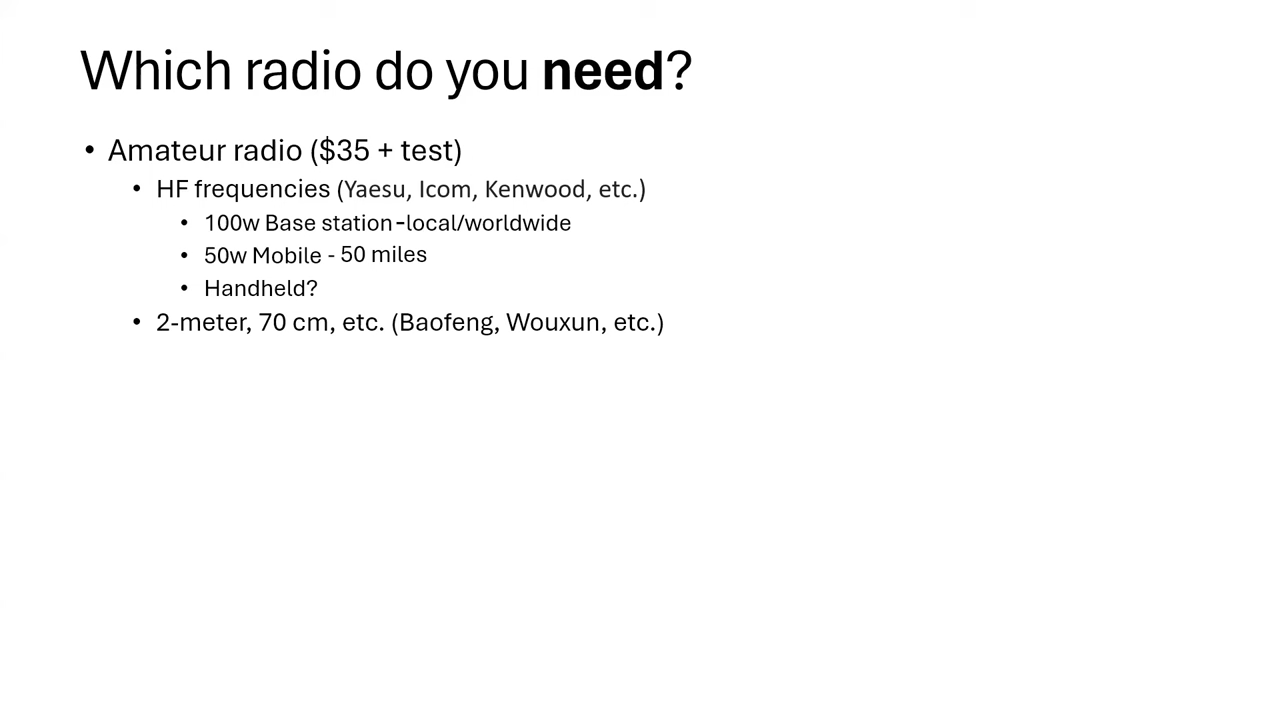 Which radio do you need?
• Amateur radio ($35 + test)
• HF frequencies (Yaesu, Icom, Kenwood, etc.)
• 100w Base station-local/worldwide
• 50w Mobile - 50 miles
• Handheld?
• 2-meter, 70 cm, etc. (Baofeng, Wouxun, etc.)